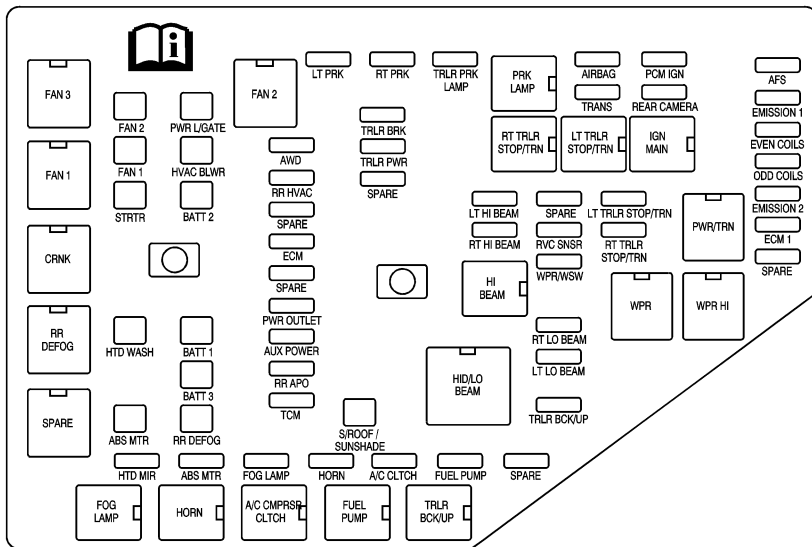 FAN 3
FAN 2
PWR L/GATE
FAN 2
LT PRK
RT PRK
TRLR PRK
LAMP
PRK
LAMP
AIRBAG
PCM IGN
AFS
TRANS
REAR CAMERA
EMISSION 1
TRLR BRK
EVEN COILS
FAN 1
FAN 1
HVAC BLWR
AWD
TRLR PWR
RT TRLR
STOP/TRN
LT TRLR
STOP/TRN
IGN
MAIN
ODD COILS
RR HVAC
SPARE
EMISSION 2
STRTR
BATT 2
SPARE
LT HI BEAM
SPARE
LT TRLR STOP/TRN
PWR/TRN
ECM 1
RT HI BEAM
RVC SNSR
RT TRLR
STOP/TRN
SPARE
CRNK
ECM
WPR/WSW
SPARE
HI
BEAM
WPR
WPR HI
PWR OUTLET
RR
DEFOG
HTD WASH
BATT 1
AUX POWER
RT LO BEAM
RR APO
LT LO BEAM
BATT 3
TCM
HID/LO
BEAM
SPARE
ABS MTR
RR DEFOG
S/ROOF /
SUNSHADE
TRLR BCK/UP
HTD MIR
ABS MTR
FOG LAMP
HORN
A/C CLTCH
FUEL PUMP
SPARE
FOG
LAMP
HORN
A/C CMPRSR
CLTCH
FUEL
PUMP
TRLR
BCK/UP